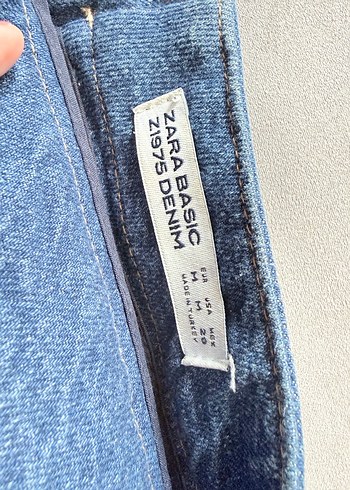 ZARA BASIC
Z1975 DENIM
EUR USA MEX
M M 28
MADE IN TURKEY